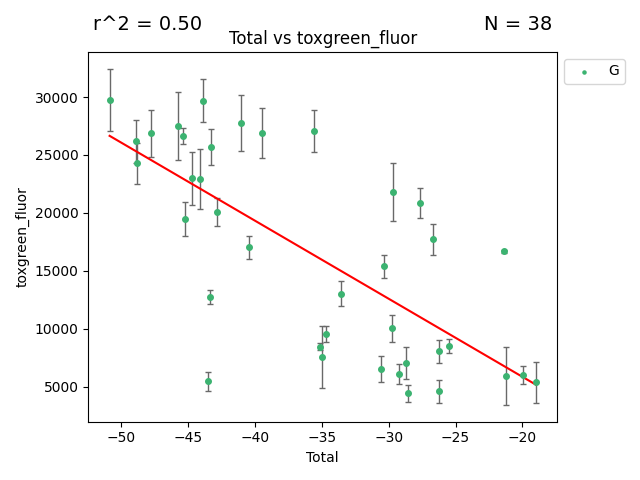 r^2 = 0.50
N = 38
Total vs toxgreen_fluor
G
30000
25000
20000
15000
10000
5000
toxgreen_fluor
−50
−45
−40
−35
−30
−25
−20
Total